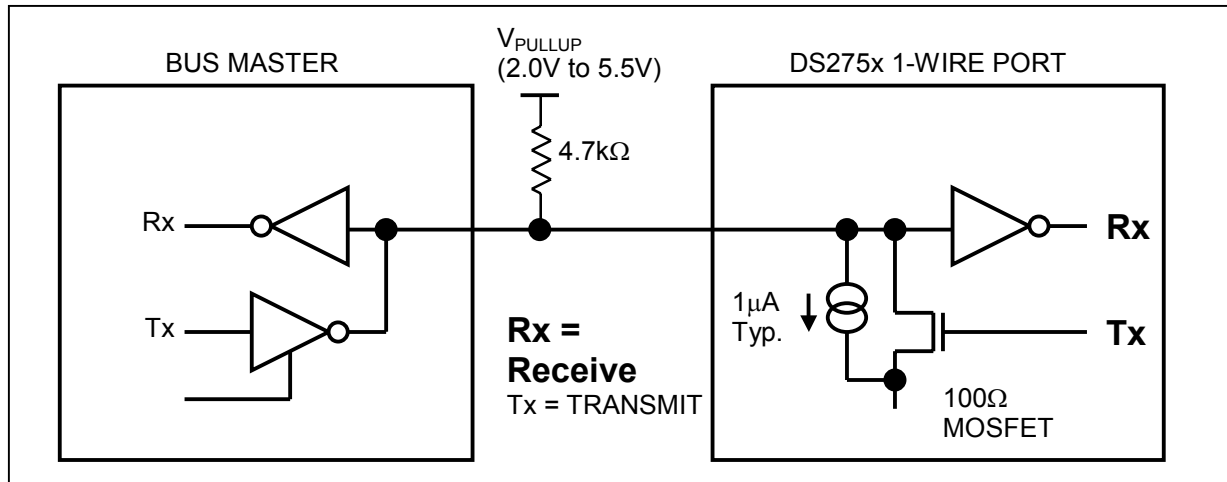 V_PULLUP
(2.0V to 5.5V)
BUS MASTER
DS275x 1-WIRE PORT
4.7kΩ
Rx
Tx
Rx =
Receive
Tx = TRANSMIT
1μA
Typ.
Rx
Tx
100Ω
MOSFET